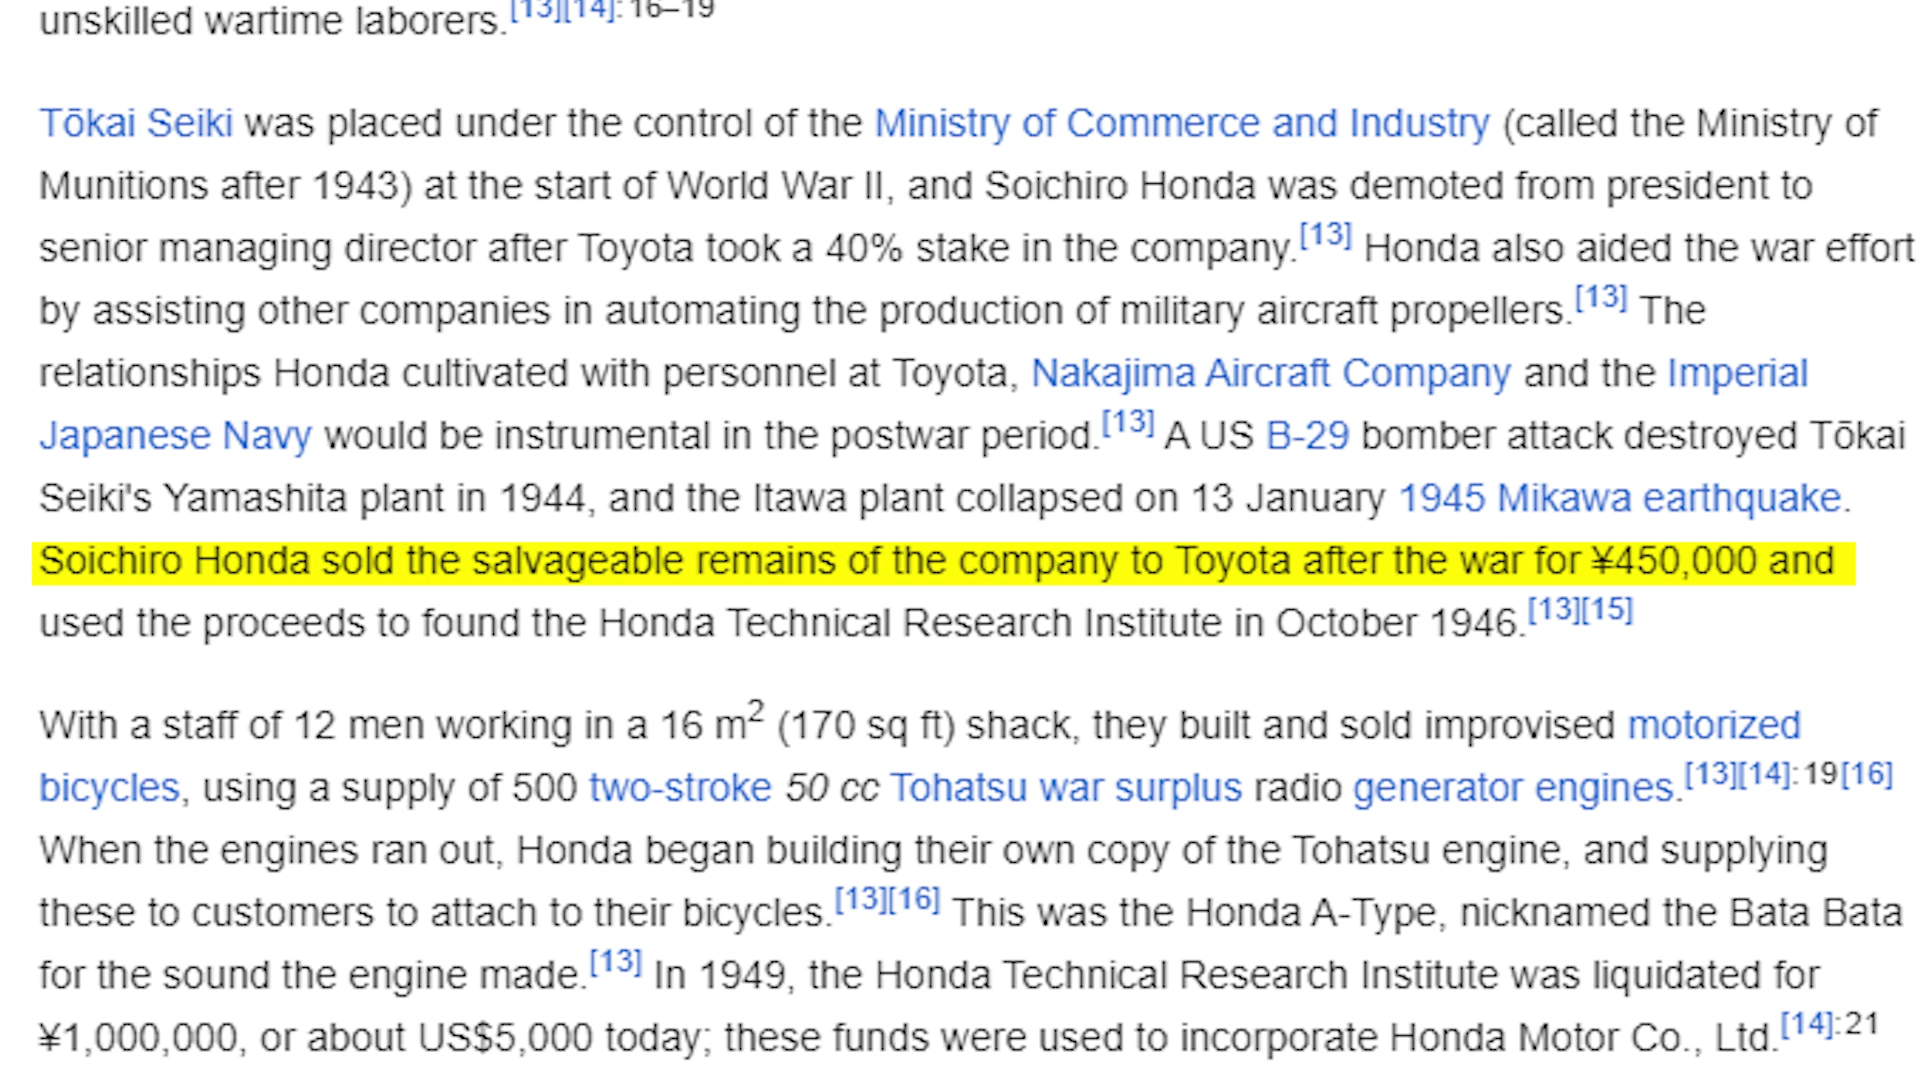 unskilled wartime laborers.[13][14]:16–19
Tōkai Seiki was placed under the control of the Ministry of Commerce and Industry (called the Ministry of
Munitions after 1943) at the start of World War II, and Soichiro Honda was demoted from president to
senior managing director after Toyota took a 40% stake in the company.[13] Honda also aided the war effort
by assisting other companies in automating the production of military aircraft propellers.[13] The
relationships Honda cultivated with personnel at Toyota, Nakajima Aircraft Company and the Imperial
Japanese Navy would be instrumental in the postwar period.[13] A US B-29 bomber attack destroyed Tōkai
Seiki's Yamashita plant in 1944, and the Itawa plant collapsed on 13 January 1945 Mikawa earthquake.
Soichiro Honda sold the salvageable remains of the company to Toyota after the war for ¥450,000 and
used the proceeds to found the Honda Technical Research Institute in October 1946.[13][15]
With a staff of 12 men working in a 16 m² (170 sq ft) shack, they built and sold improvised motorized
bicycles, using a supply of 500 two-stroke 50 cc Tohatsu war surplus radio generator engines.[13][14]:19[16]
When the engines ran out, Honda began building their own copy of the Tohatsu engine, and supplying
these to customers to attach to their bicycles.[13][16] This was the Honda A-Type, nicknamed the Bata Bata
for the sound the engine made.[13] In 1949, the Honda Technical Research Institute was liquidated for
¥1,000,000, or about US$5,000 today; these funds were used to incorporate Honda Motor Co., Ltd.[14]:21